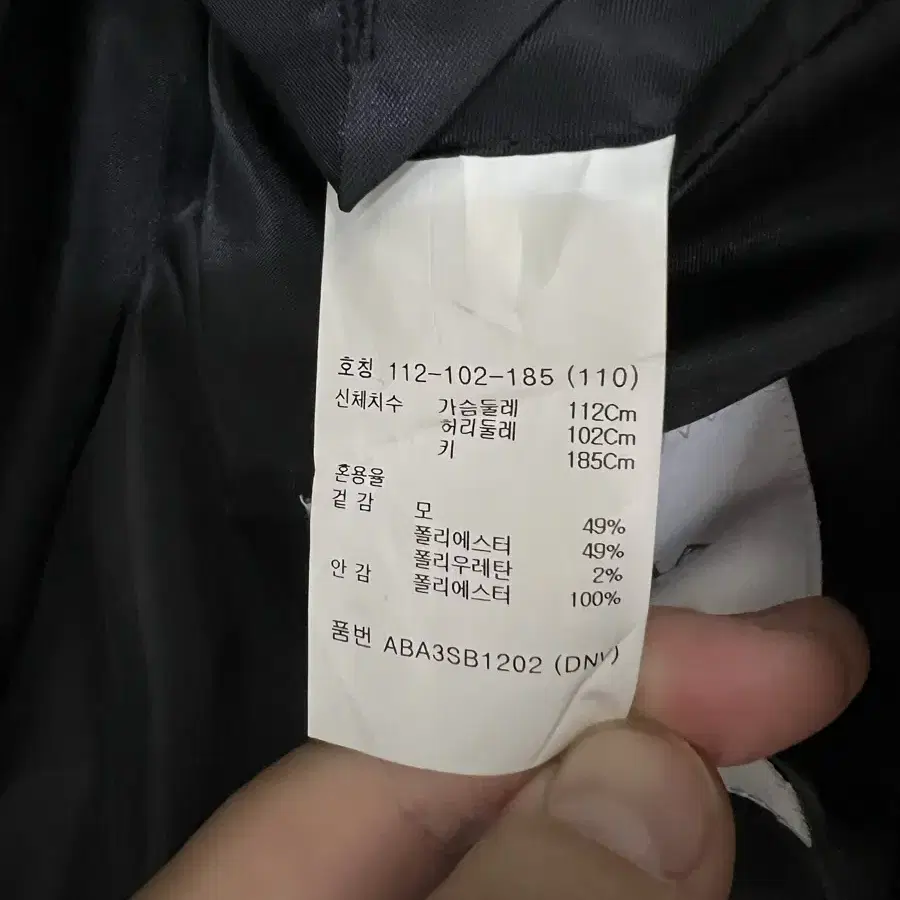 호칭 112-102-185 (110)
신체치수 가슴둘레 112Cm
허리둘레 102Cm
키 185Cm
혼용율
겉감 모 49%
폴리에스터 49%
폴리우레탄 2%
안감 폴리에스터 100%
품번 ABA3SB1202 (DNV)